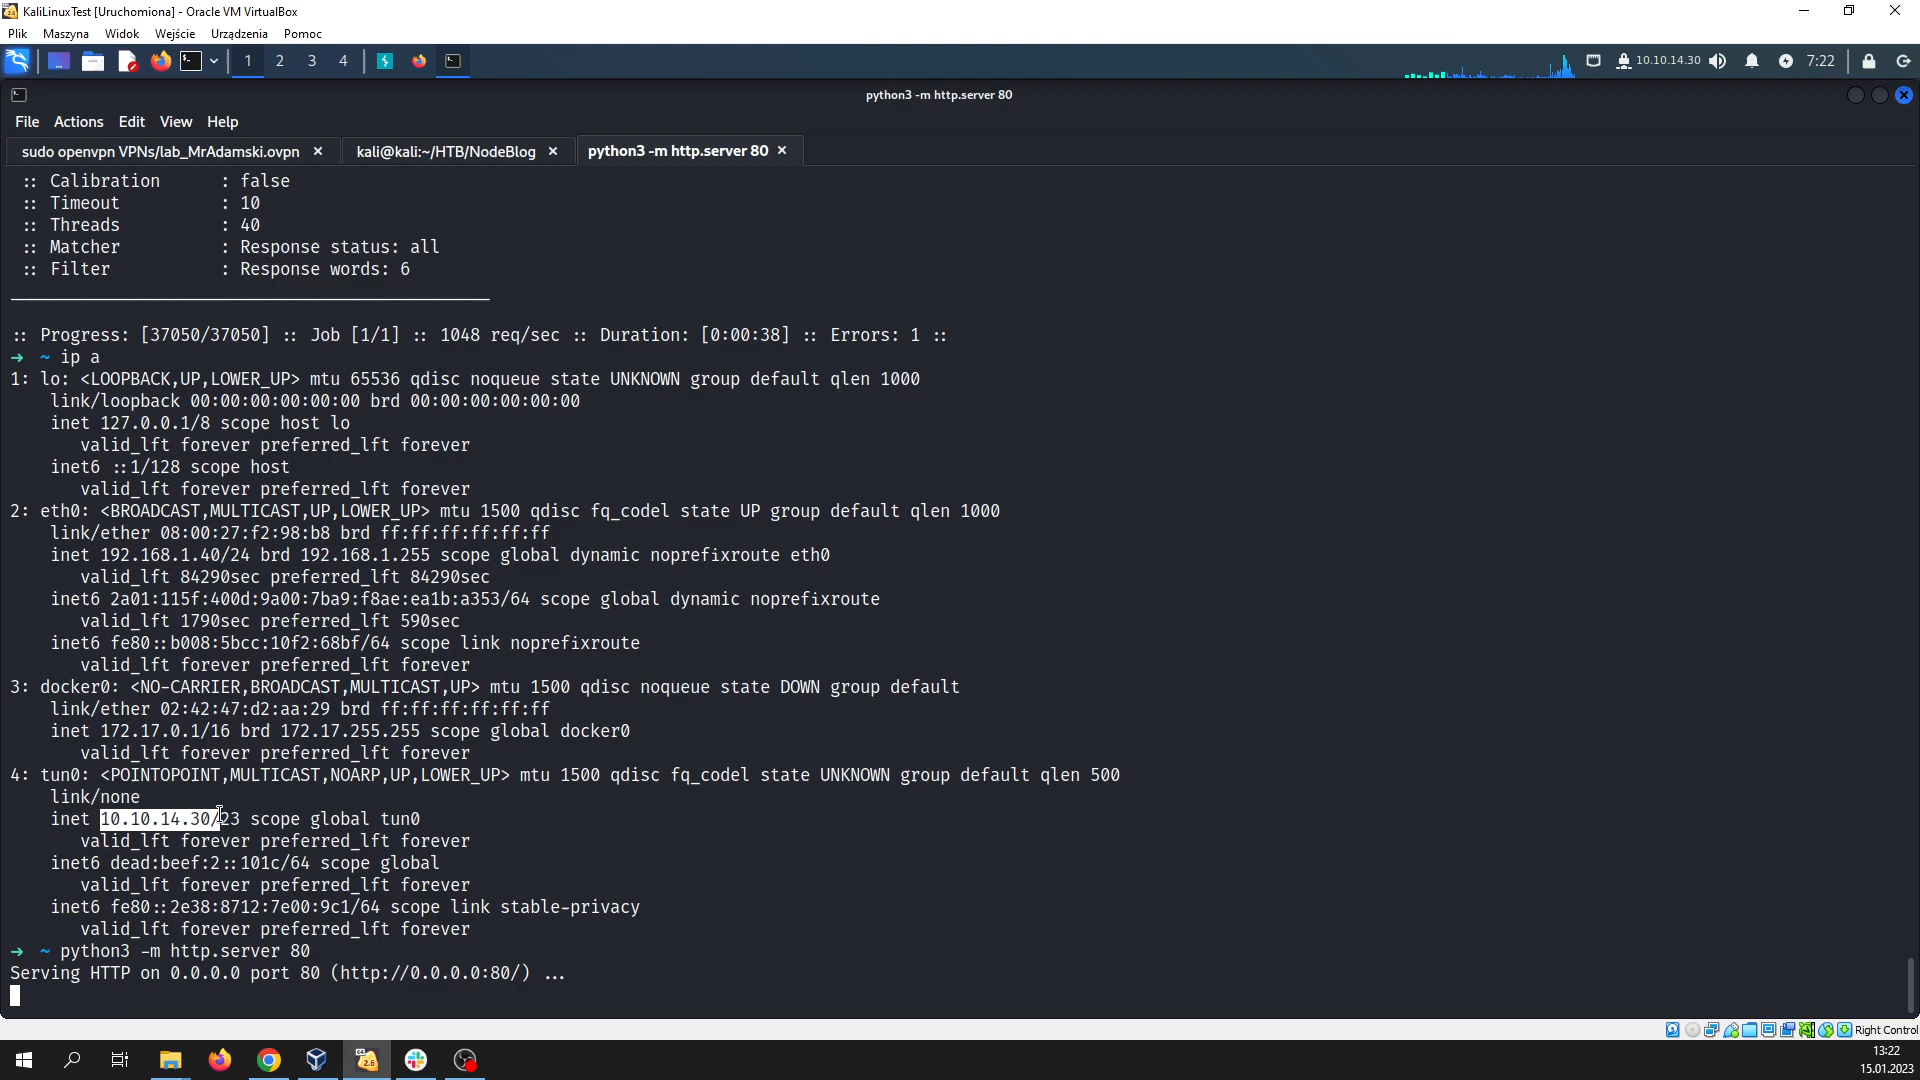 KaliLinuxTest [Uruchomiona] - Oracle VM VirtualBox
Plik Maszyna Widok Wejście Urządzenia Pomoc
1 2 3 4 10.10.14.30 7:22
python3 -m http.server 80
File Actions Edit View Help
sudo openvpn VPNs/lab_MrAdamski.ovpn × kali@kali:~/HTB/NodeBlog × python3 -m http.server 80 ×
:: Calibration : false
:: Timeout : 10
:: Threads : 40
:: Matcher : Response status: all
:: Filter : Response words: 6
________________________________________________
:: Progress: [37050/37050] :: Job [1/1] :: 1048 req/sec :: Duration: [0:00:38] :: Errors: 1 ::
→ ~ ip a
1: lo: <LOOPBACK,UP,LOWER_UP> mtu 65536 qdisc noqueue state UNKNOWN group default qlen 1000
link/loopback 00:00:00:00:00:00 brd 00:00:00:00:00:00
inet 127.0.0.1/8 scope host lo
valid_lft forever preferred_lft forever
inet6 ::1/128 scope host
valid_lft forever preferred_lft forever
2: eth0: <BROADCAST,MULTICAST,UP,LOWER_UP> mtu 1500 qdisc fq_codel state UP group default qlen 1000
link/ether 08:00:27:f2:98:b8 brd ff:ff:ff:ff:ff:ff
inet 192.168.1.40/24 brd 192.168.1.255 scope global dynamic noprefixroute eth0
valid_lft 84290sec preferred_lft 84290sec
inet6 2a01:115f:400d:9a00:7ba9:f8ae:ea1b:a353/64 scope global dynamic noprefixroute
valid_lft 1790sec preferred_lft 590sec
inet6 fe80::b008:5bcc:10f2:68bf/64 scope link noprefixroute
valid_lft forever preferred_lft forever
3: docker0: <NO-CARRIER,BROADCAST,MULTICAST,UP> mtu 1500 qdisc noqueue state DOWN group default
link/ether 02:42:47:d2:aa:29 brd ff:ff:ff:ff:ff:ff
inet 172.17.0.1/16 brd 172.17.255.255 scope global docker0
valid_lft forever preferred_lft forever
4: tun0: <POINTOPOINT,MULTICAST,NOARP,UP,LOWER_UP> mtu 1500 qdisc fq_codel state UNKNOWN group default qlen 500
link/none
inet 10.10.14.30/23 scope global tun0
valid_lft forever preferred_lft forever
inet6 dead:beef:2::101c/64 scope global
valid_lft forever preferred_lft forever
inet6 fe80::2e38:8712:7e00:9c1/64 scope link stable-privacy
valid_lft forever preferred_lft forever
→ ~ python3 -m http.server 80
Serving HTTP on 0.0.0.0 port 80 (http://0.0.0.0:80/) ...
Right Control
13:22
15.01.2023